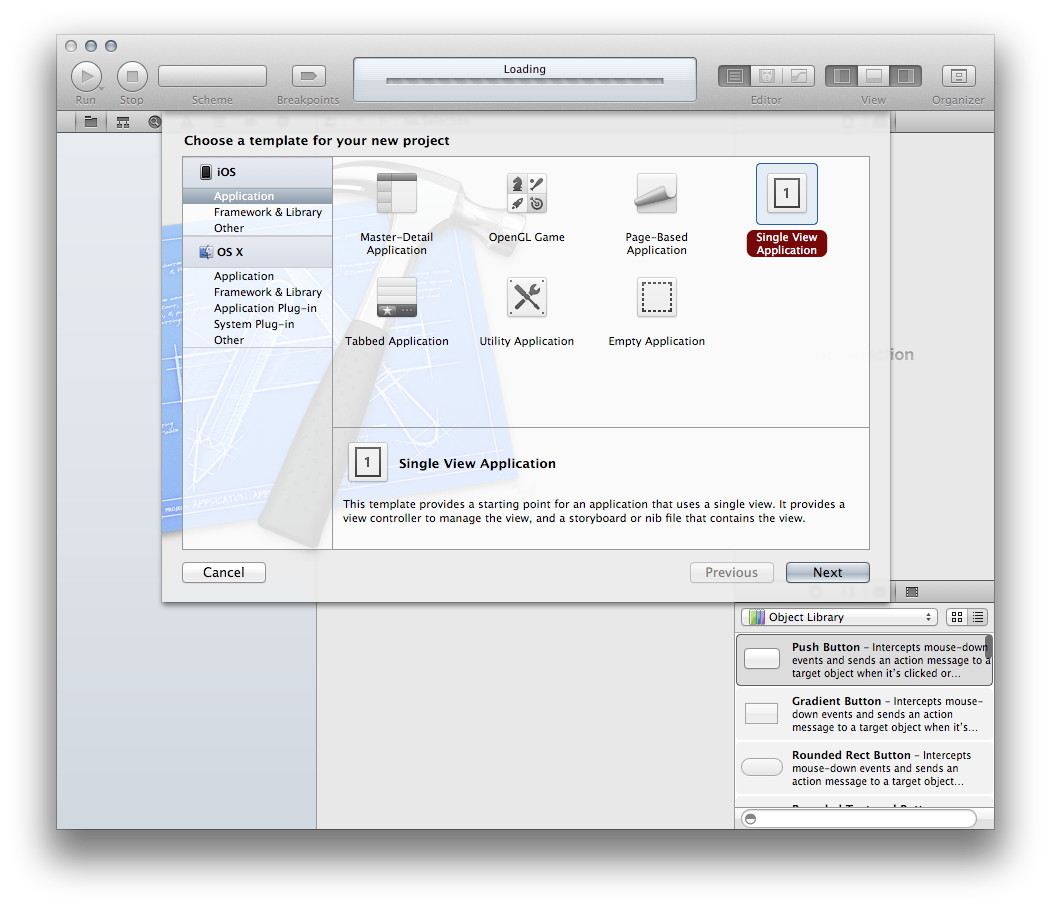 Loading
Run
Stop
Scheme
Breakpoints
Editor
View
Organizer
Choose a template for your new project
iOS
Application
Framework & Library
Other
OS X
Application
Framework & Library
Application Plug-in
System Plug-in
Other
Master-Detail
Application
OpenGL Game
Page-Based
Application
1
Single View
Application
Tabbed Application
Utility Application
Empty Application
ion
1
Single View Application
This template provides a starting point for an application that uses a single view. It provides a
view controller to manage the view, and a storyboard or nib file that contains the view.
Cancel
Previous
Next
Object Library
Push Button – Intercepts mouse-down
events and sends an action message to a
target object when it's clicked or...
Gradient Button – Intercepts mouse-
down events and sends an action
message to a target object when it's...
Rounded Rect Button – Intercepts
mouse-down events and sends an
action message to a target object...